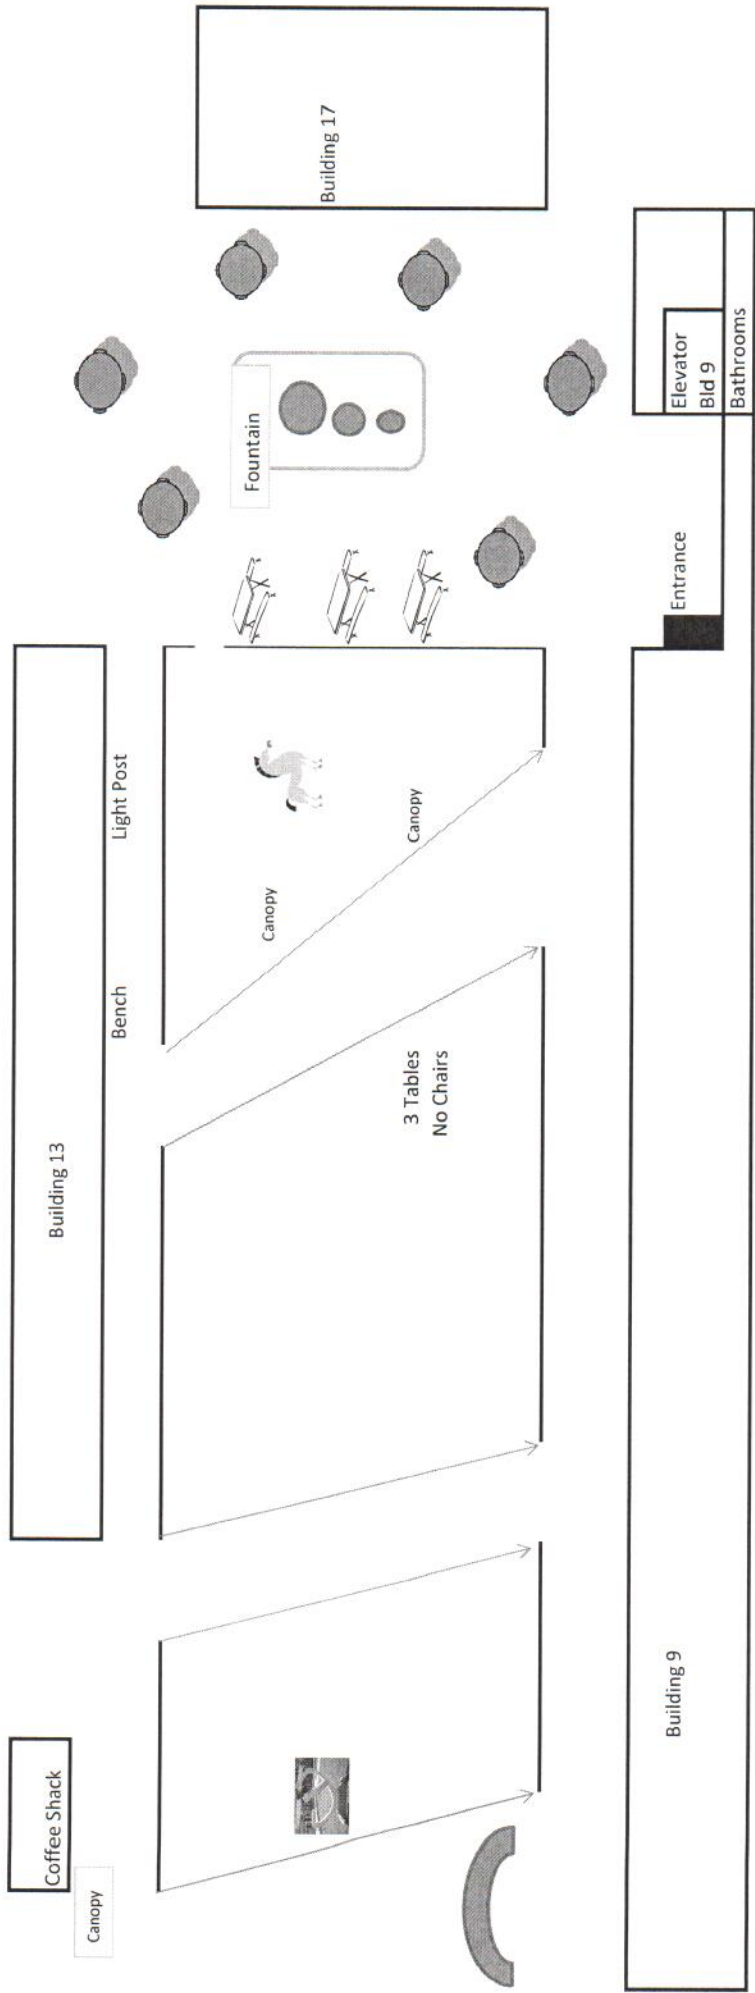 Coffee Shack
Canopy
Building 13
Bench
Light Post
Canopy
Canopy
3 Tables
No Chairs
Fountain
Building 17
Building 9
Entrance
Elevator
Bld 9
Bathrooms